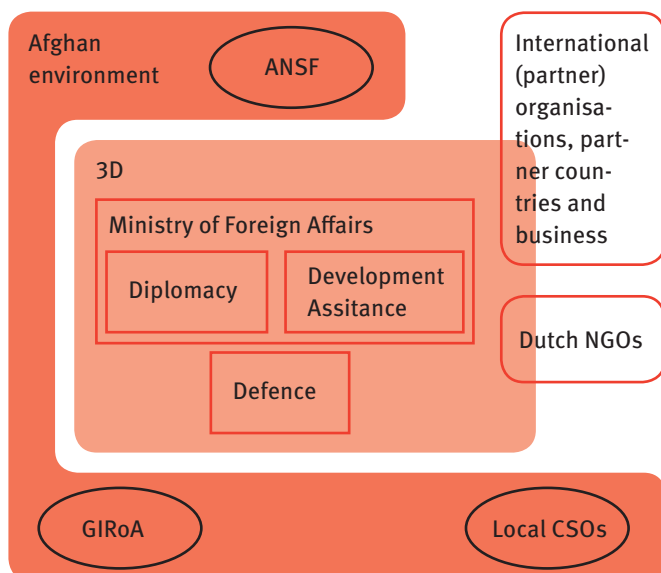 Afghan
environment
ANSF
International
(partner)
organisa-
tions, part-
ner coun-
tries and
business
3D
Ministry of Foreign Affairs
Diplomacy
Development
Assitance
Dutch NGOs
Defence
GIRoA
Local CSOs